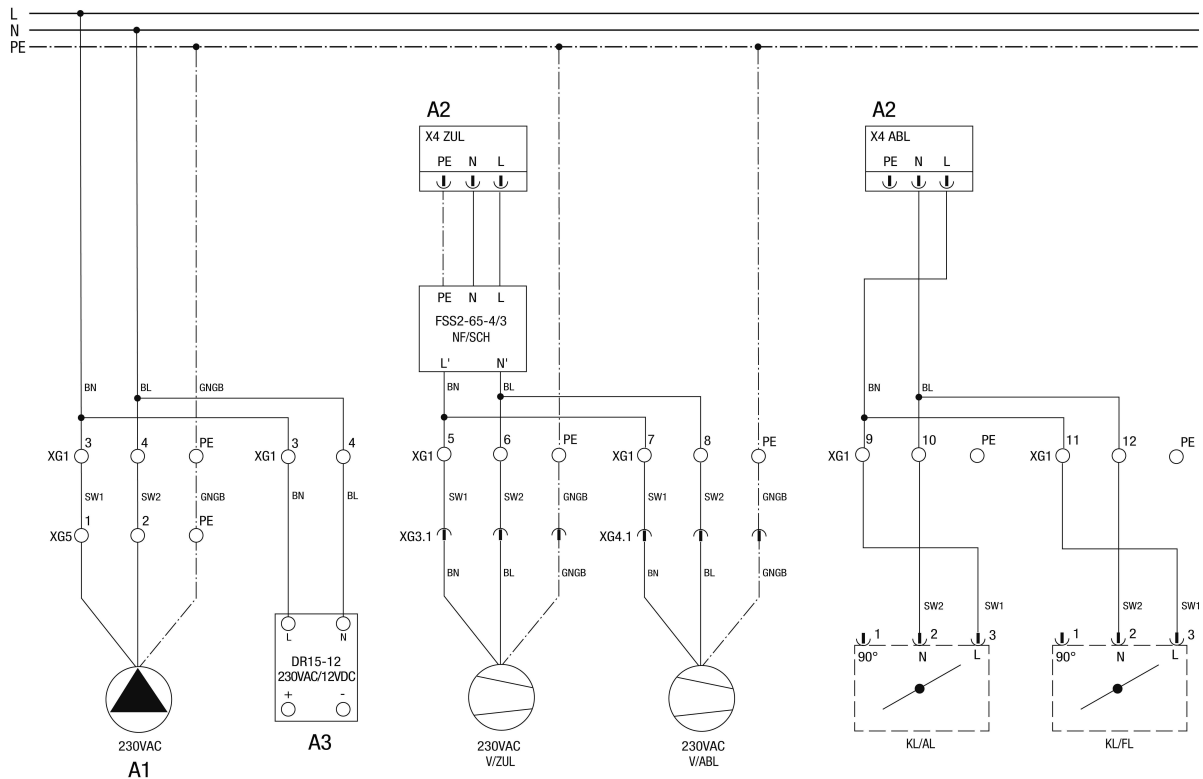 L
N
PE
A2
A2
X4 ZUL
X4 ABL
PE N L
PE N L
PE N L
FSS2-65-4/3
NF/SCH
L' N'
BN BL GNGB
BN BL
BN BL
3 4 PE 3 4 5 6 PE 7 8 PE 9 10 PE 11 12 PE
XG1 XG1 XG1 XG1 XG1 XG1
SW1 SW2 GNGB BN BL SW1 SW2 GNGB SW1 SW2 GNGB
1 2 PE
XG5 XG3.1 XG4.1
BN BL GNGB BN BL GNGB
SW2 SW1 SW2 SW1
L N
1 2 3 1 2 3
90° N L 90° N L
DR15-12
230VAC/12VDC
+ -
230VAC
A1
A3
230VAC
V/ZUL
230VAC
V/ABL
KL/AL
KL/FL